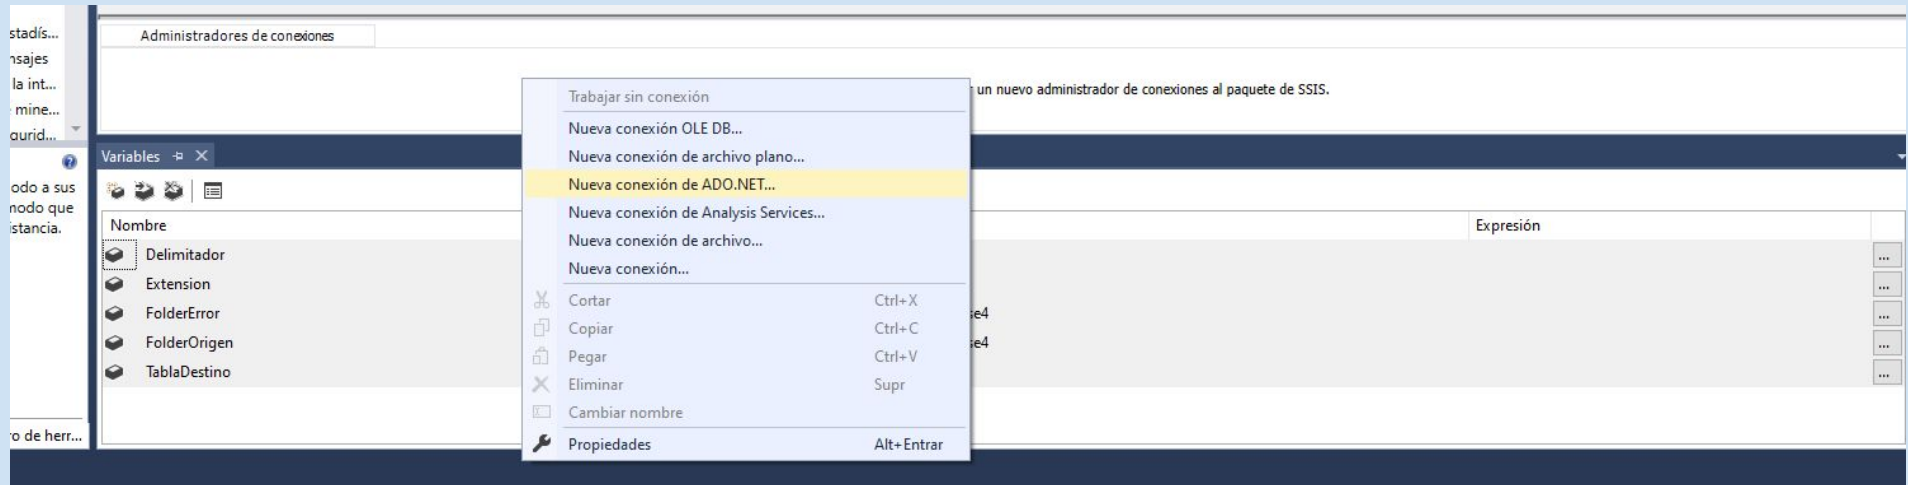 stadís...
nsajes
la int...
mine...
gurid...
odo a sus
modo que
stancia.
o de herr...
Administradores de conexiones
un nuevo administrador de conexiones al paquete de SSIS.
Trabajar sin conexión
Nueva conexión OLE DB...
Nueva conexión de archivo plano...
Nueva conexión de ADO.NET...
Nueva conexión de Analysis Services...
Nueva conexión de archivo...
Nueva conexión...
Cortar Ctrl+X
Copiar Ctrl+C
Pegar Ctrl+V
Eliminar Supr
Cambiar nombre
Propiedades Alt+Entrar
Variables
Nombre Expresión
Delimitador ...
Extension ...
FolderError se4 ...
FolderOrigen se4 ...
TablaDestino ...